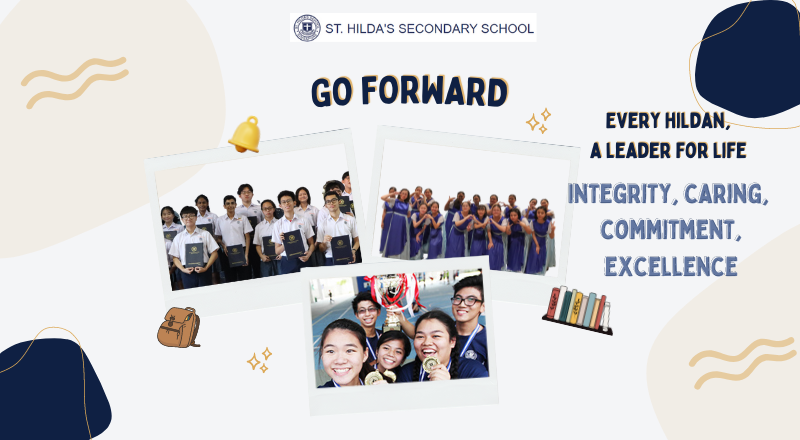 ST. HILDA'S SECONDARY SCHOOL
GO FORWARD
EVERY HILDAN,
A LEADER FOR LIFE
INTEGRITY, CARING,
COMMITMENT,
EXCELLENCE